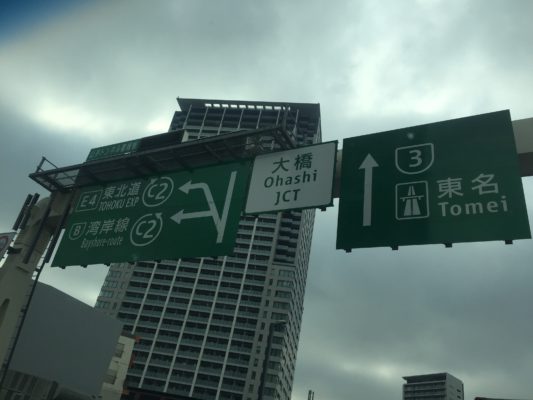 E4 東北道 C2
TOHOKU EXP
B 湾岸線 C2
Bayshore-route
大橋
Ohashi
JCT
3
東名
Tomei